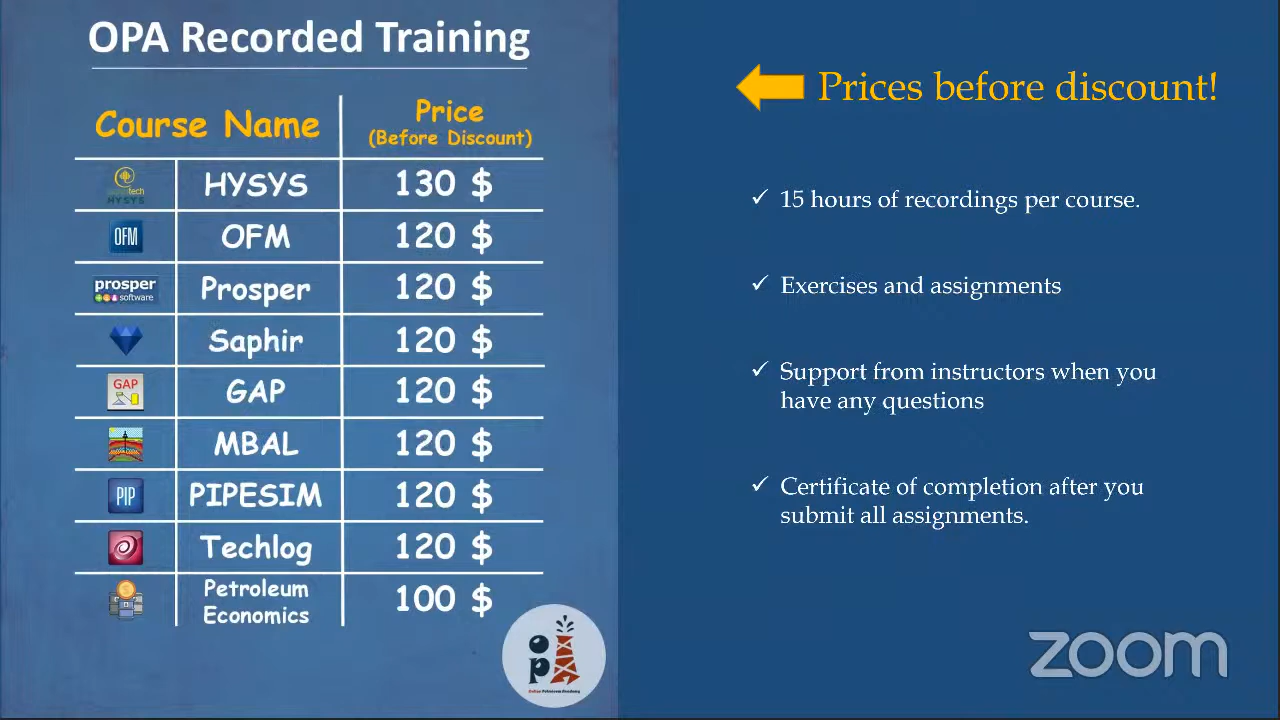 OPA Recorded Training
Course Name
Price
(Before Discount)
HYSYS
HYSYS
130 $
OFM
OFM
120 $
prosper
software
Prosper
120 $
Saphir
120 $
GAP
GAP
120 $
MBAL
120 $
PIP
PIPESIM
120 $
Techlog
120 $
Petroleum
Economics
100 $
OPA
Prices before discount!
✓ 15 hours of recordings per course.
✓ Exercises and assignments
✓ Support from instructors when you
have any questions
✓ Certificate of completion after you
submit all assignments.
zoom